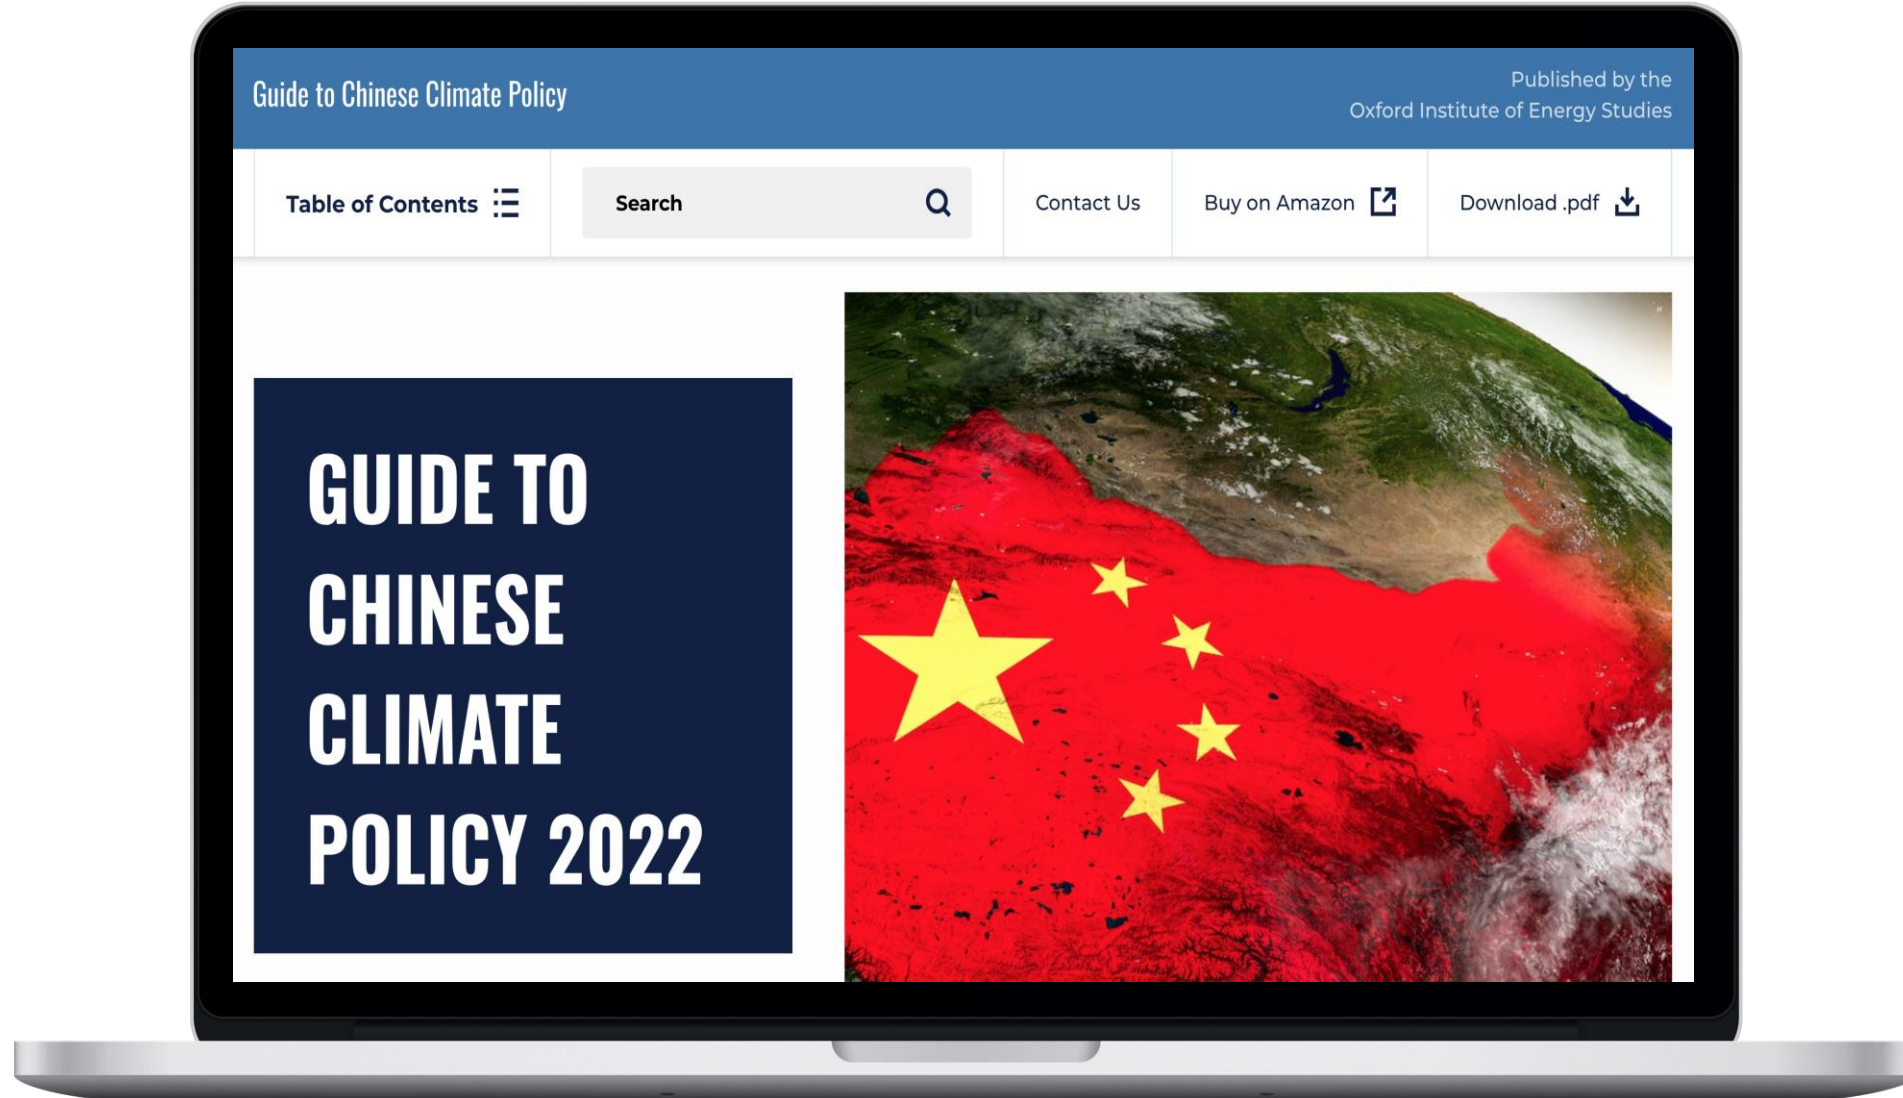 Guide to Chinese Climate Policy
Published by the
Oxford Institute of Energy Studies
Table of Contents
Search
Contact Us
Buy on Amazon
Download .pdf
GUIDE TO
CHINESE
CLIMATE
POLICY 2022